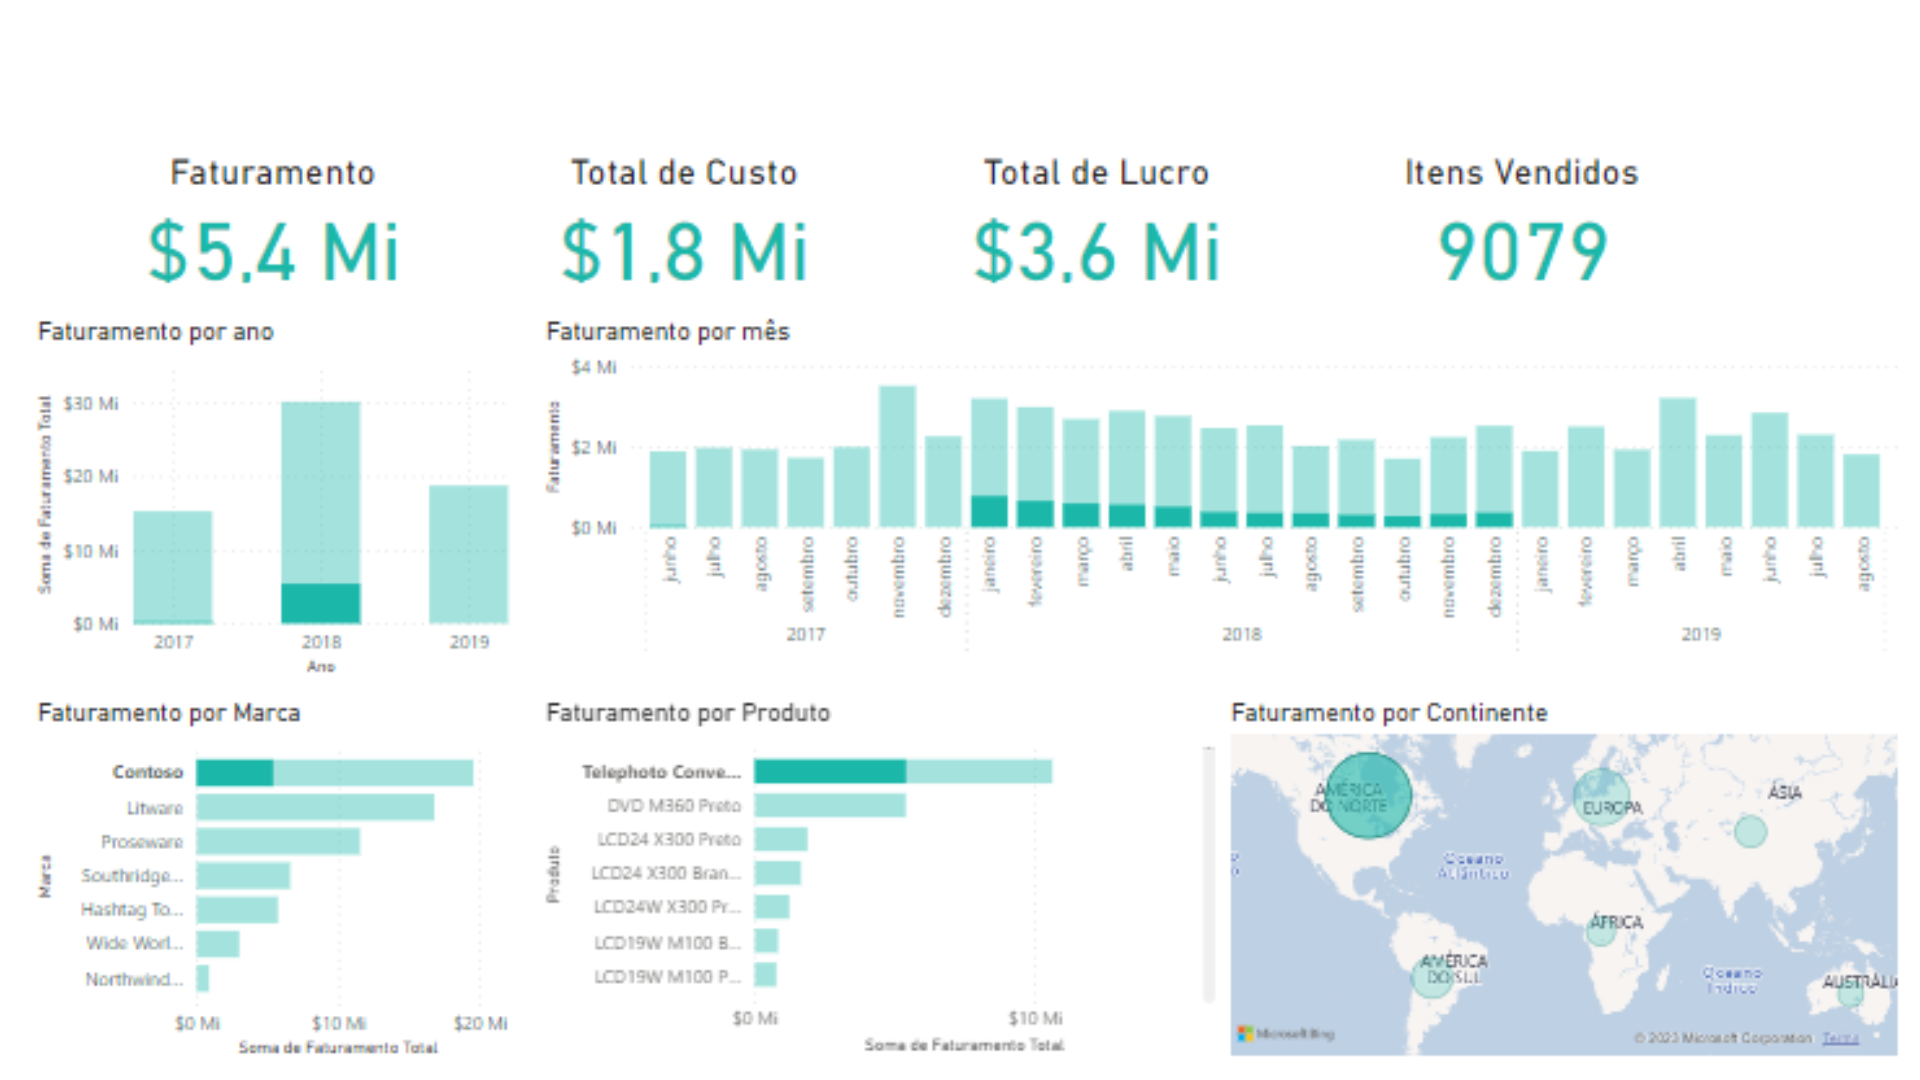 Faturamento
$5,4 Mi
Total de Custo
$1,8 Mi
Total de Lucro
$3,6 Mi
Itens Vendidos
9079
Faturamento por ano
Soma de Faturamento Total
$30 Mi
$20 Mi
$10 Mi
$0 Mi
2017
2018
2019
Ano
Faturamento por mês
Faturamento
$4 Mi
$2 Mi
$0 Mi
junho
julho
agosto
setembro
outubro
novembro
dezembro
janeiro
fevereiro
março
abril
maio
junho
julho
agosto
setembro
outubro
novembro
dezembro
janeiro
fevereiro
março
abril
maio
junho
julho
agosto
2017
2018
2019
Faturamento por Marca
Marca
Contoso
Litware
Proseware
Southridge...
Hashtag To...
Wide Worl...
Northwind...
$0 Mi
$10 Mi
$20 Mi
Soma de Faturamento Total
Faturamento por Produto
Produto
Telephoto Conve...
DVD M360 Preto
LCD24 X300 Preto
LCD24 X300 Bran...
LCD24W X300 Pr...
LCD19W M100 B...
LCD19W M100 P...
$0 Mi
$10 Mi
Soma de Faturamento Total
Faturamento por Continente
AMÉRICA
DO NORTE
EUROPA
ÁSIA
Oceano
Atlântico
ÁFRICA
AMÉRICA
DO SUL
Oceano
Índico
AUSTRÁLI
Microsoft Bing
© 2023 Microsoft Corporation
Terms